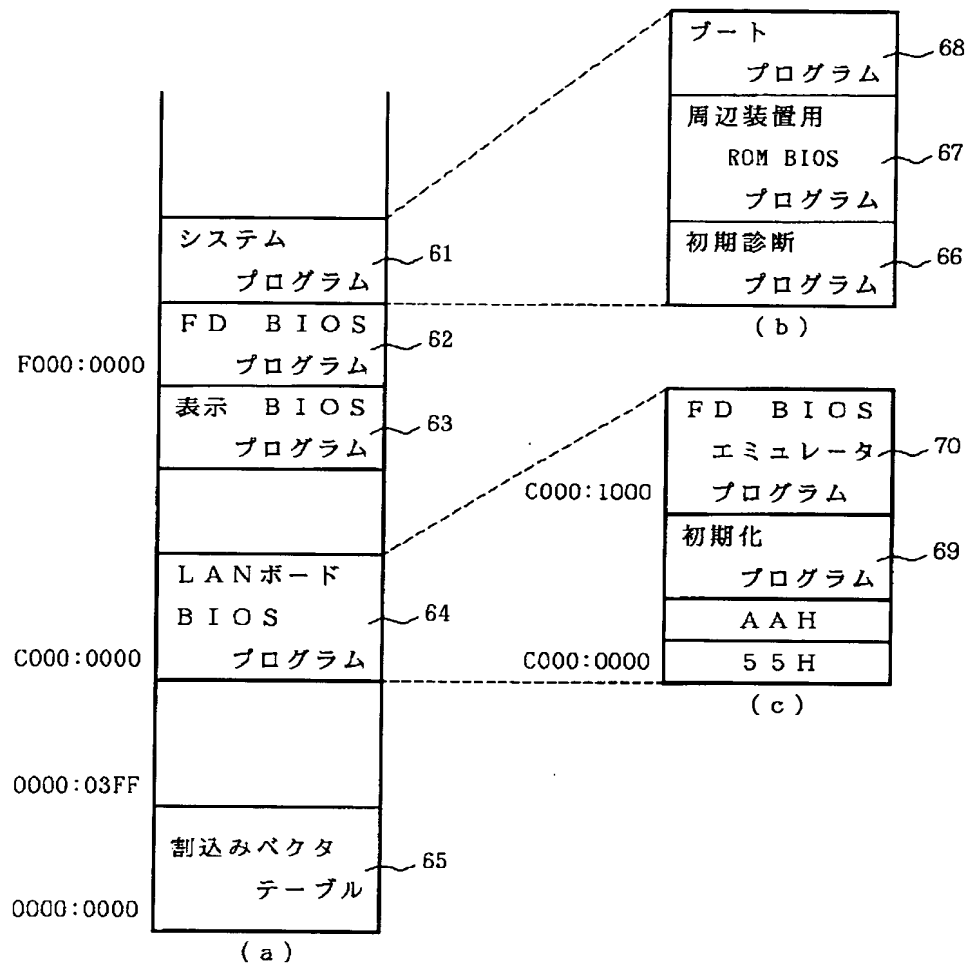 システム
プログラム
61
FD BIOS
プログラム
62
F000:0000
表示 BIOS
プログラム
63
LANボード
BIOS
プログラム
64
C000:0000
0000:03FF
割込みベクタ
テーブル
65
0000:0000
(a)
ブート
プログラム
68
周辺装置用
ROM BIOS
プログラム
67
初期診断
プログラム
66
(b)
FD BIOS
エミュレータ
プログラム
70
C000:1000
初期化
プログラム
69
AAH
55H
C000:0000
(c)